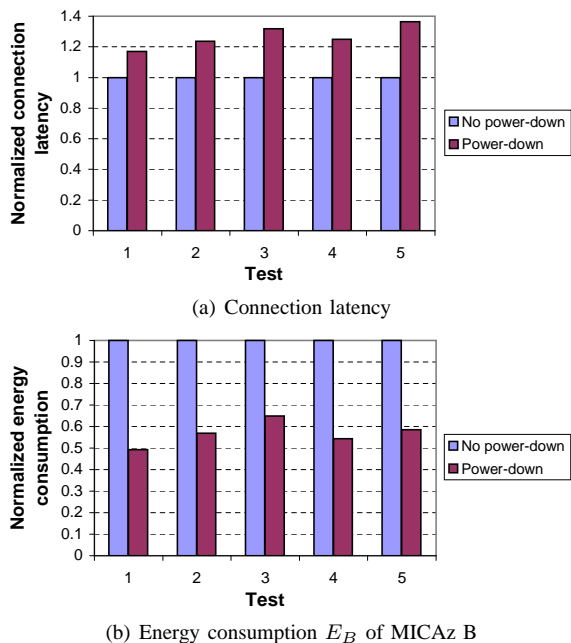 Normalized connection
latency
1.4
1.2
1
0.8
0.6
0.4
0.2
0
1 2 3 4 5
Test
No power-down
Power-down
(a) Connection latency
Normalized energy
consumption
1
0.9
0.8
0.7
0.6
0.5
0.4
0.3
0.2
0.1
0
1 2 3 4 5
Test
No power-down
Power-down
(b) Energy consumption E_B of MICAz B